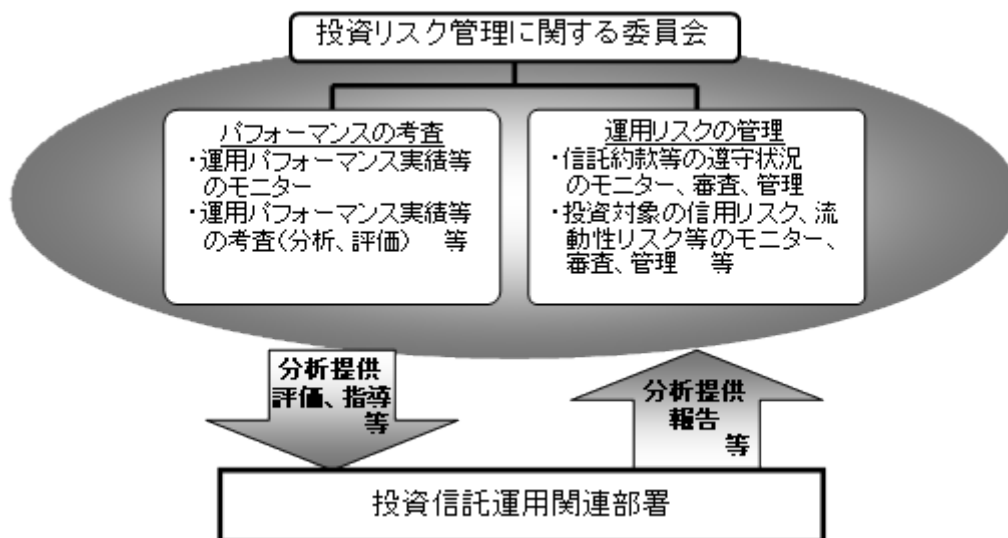 投資リスク管理に関する委員会
パフォーマンスの考査
・運用パフォーマンス実績等
のモニター
・運用パフォーマンス実績等
の考査(分析、評価)　等
運用リスクの管理
・信託約款等の遵守状況
のモニター、審査、管理
・投資対象の信用リスク、流
動性リスク等のモニター、
審査、管理　等
分析提供
評価、指導
等
分析提供
報告
等
投資信託運用関連部署